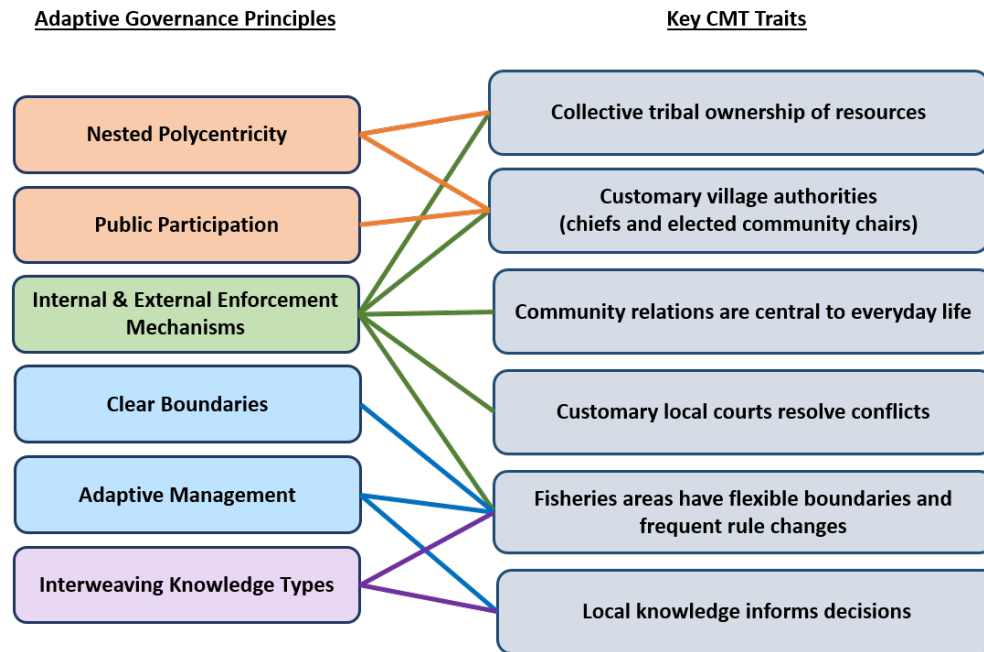 Adaptive Governance Principles
Key CMT Traits
Nested Polycentricity
Public Participation
Internal & External Enforcement
Mechanisms
Clear Boundaries
Adaptive Management
Interweaving Knowledge Types
Collective tribal ownership of resources
Customary village authorities
(chiefs and elected community chairs)
Community relations are central to everyday life
Customary local courts resolve conflicts
Fisheries areas have flexible boundaries and
frequent rule changes
Local knowledge informs decisions